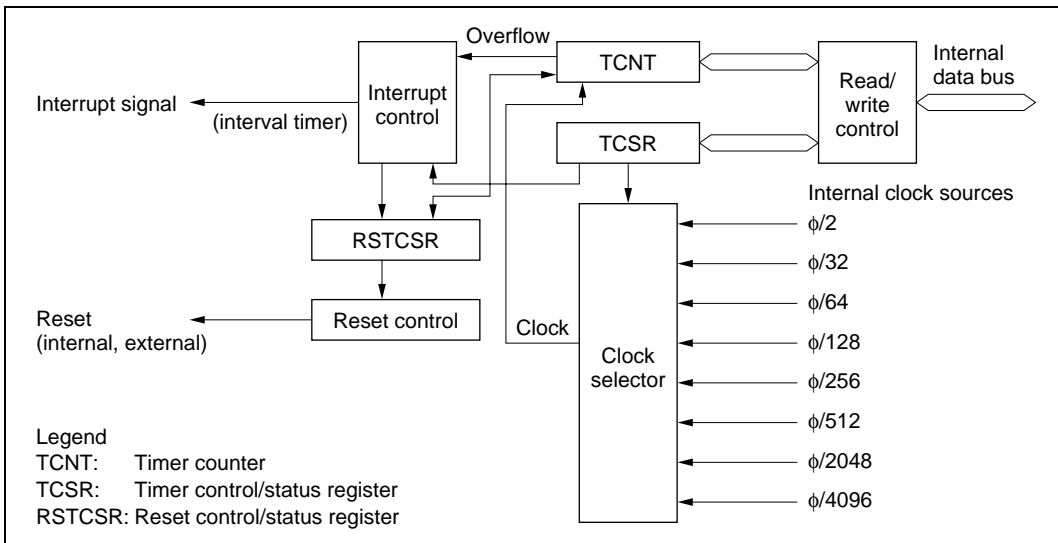 Overflow
TCNT
Interrupt
control
Read/
write
control
Internal
data bus
Interrupt signal
(interval timer)
TCSR
Internal clock sources
RSTCSR
ϕ/2
ϕ/32
ϕ/64
ϕ/128
ϕ/256
ϕ/512
ϕ/2048
ϕ/4096
Reset control
Reset
(internal, external)
Clock
Clock
selector
Legend
TCNT: Timer counter
TCSR: Timer control/status register
RSTCSR: Reset control/status register